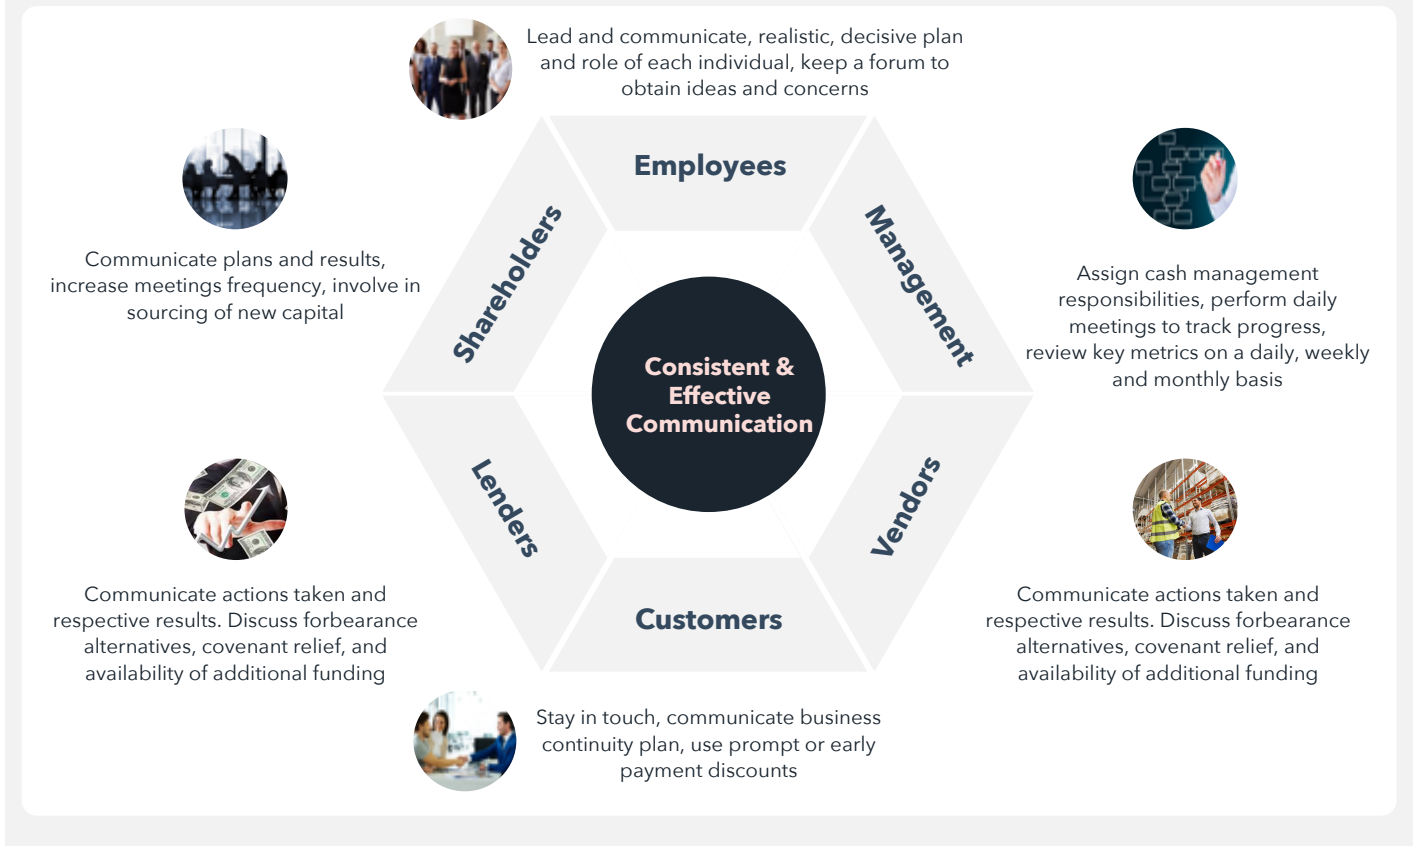 Lead and communicate, realistic, decisive plan
and role of each individual, keep a forum to
obtain ideas and concerns
Employees
Shareholders
Management
Communicate plans and results,
increase meetings frequency, involve in
sourcing of new capital
Assign cash management
responsibilities, perform daily
meetings to track progress,
review key metrics on a daily, weekly
and monthly basis
Consistent &
Effective
Communication
Lenders
Vendors
Communicate actions taken and
respective results. Discuss forbearance
alternatives, covenant relief, and
availability of additional funding
Communicate actions taken and
respective results. Discuss forbearance
alternatives, covenant relief, and
availability of additional funding
Customers
Stay in touch, communicate business
continuity plan, use prompt or early
payment discounts